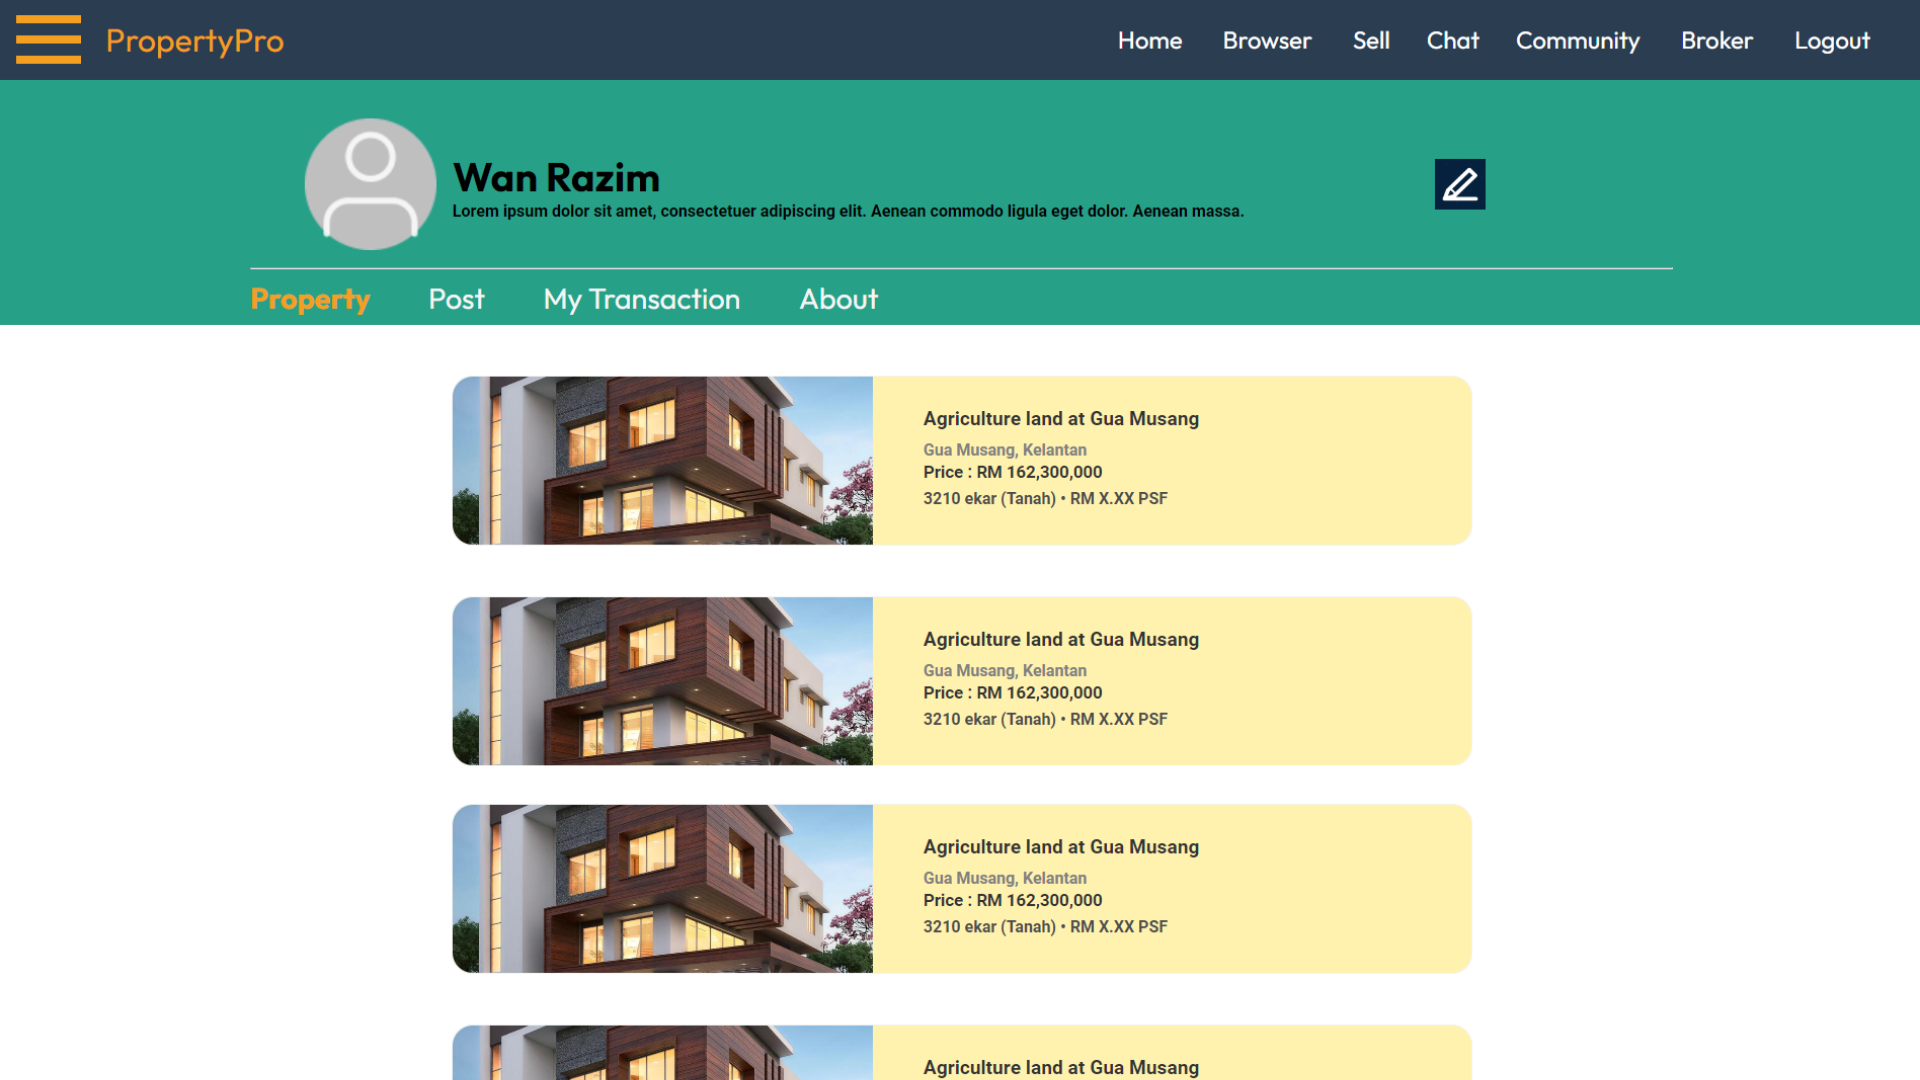 PropertyPro
Home Browser Sell Chat Community Broker Logout
Wan Razim
Lorem ipsum dolor sit amet, consectetuer adipiscing elit. Aenean commodo ligula eget dolor. Aenean massa.
Property Post My Transaction About
Agriculture land at Gua Musang
Gua Musang, Kelantan
Price : RM 162,300,000
3210 ekar (Tanah) • RM X.XX PSF
Agriculture land at Gua Musang
Gua Musang, Kelantan
Price : RM 162,300,000
3210 ekar (Tanah) • RM X.XX PSF
Agriculture land at Gua Musang
Gua Musang, Kelantan
Price : RM 162,300,000
3210 ekar (Tanah) • RM X.XX PSF
Agriculture land at Gua Musang